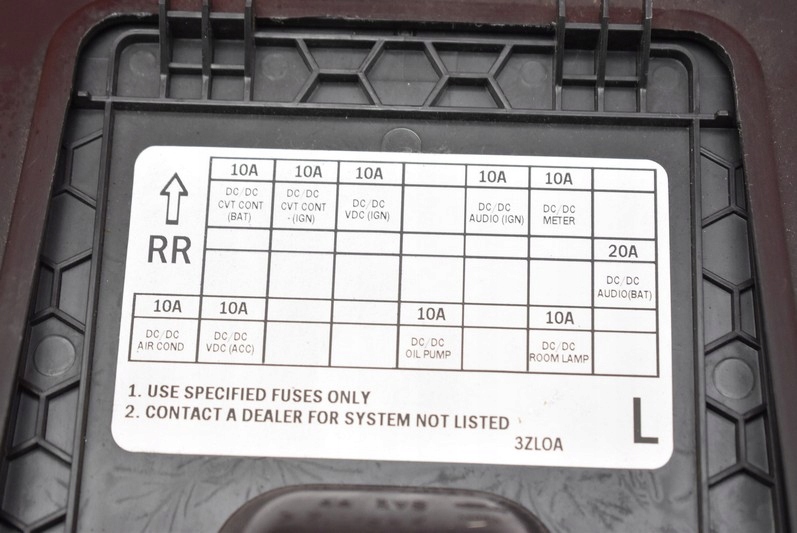 10A 10A 10A 10A 10A
DC/DC CVT CONT (BAT)
DC/DC CVT CONT -(IGN)
DC/DC VDC (IGN)
DC/DC AUDIO (IGN)
DC/DC METER
RR
20A
DC/DC AUDIO(BAT)
10A 10A 10A 10A
DC/DC AIR COND
DC/DC VDC (ACC)
DC/DC OIL PUMP
DC/DC ROOM LAMP
1. USE SPECIFIED FUSES ONLY
2. CONTACT A DEALER FOR SYSTEM NOT LISTED
3ZL0A
L